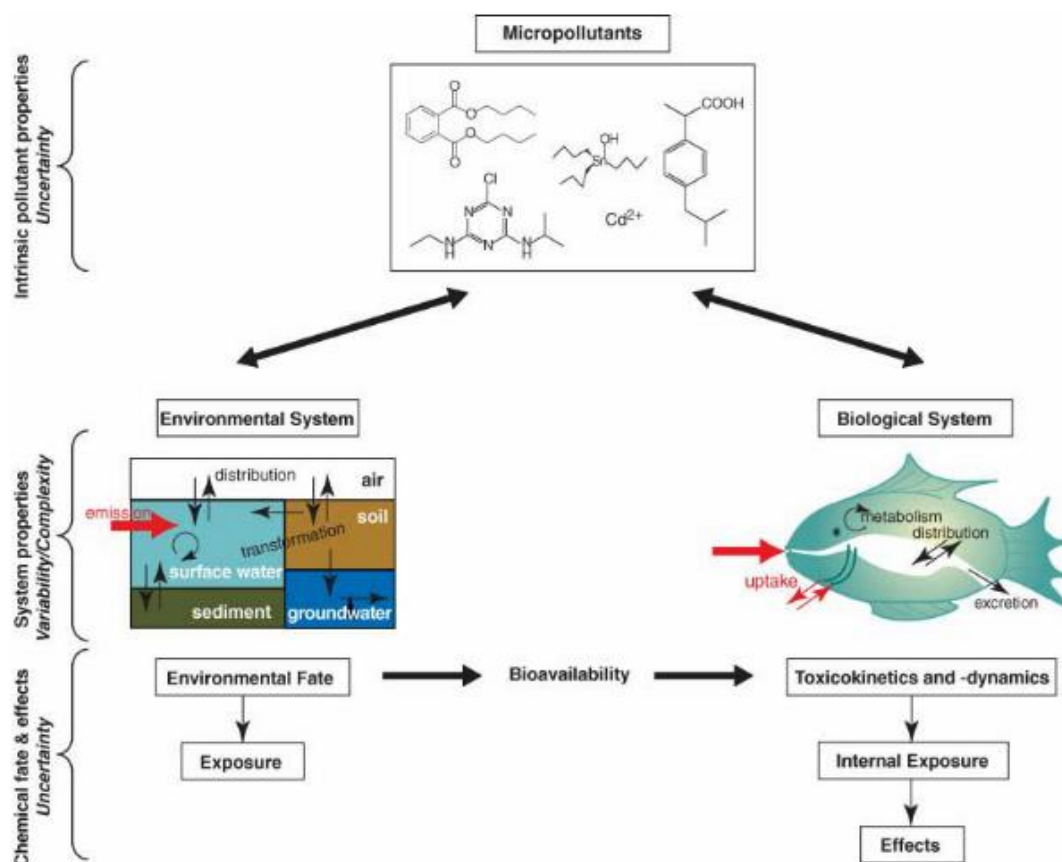 Micropollutants
Intrinsic pollutant properties
Uncertainty
O
O
O
O
Cl
N
N
N
NH
N
H
OH
Sn
Cd2+
COOH
Environmental System
Biological System
System properties
Variability/Complexity
distribution
air
emission
soil
transformation
surface water
sediment
groundwater
metabolism
distribution
uptake
excretion
Chemical fate & effects
Uncertainty
Environmental Fate
Bioavailability
Toxicokinetics and -dynamics
Exposure
Internal Exposure
Effects